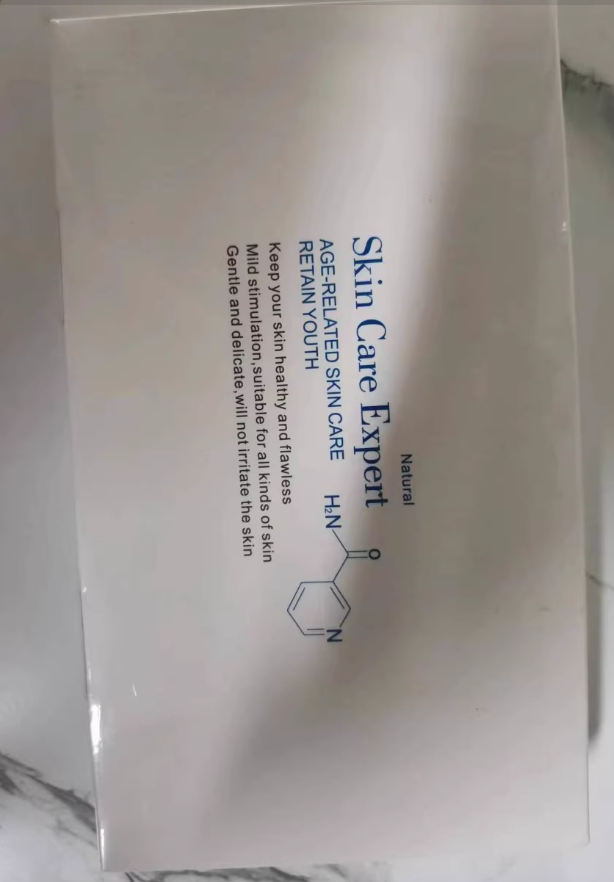 Natural
Skin Care Expert
AGE-RELATED SKIN CARE
RETAIN YOUTH
Keep your skin healthy and flawless
Mild stimulation,suitable for all kinds of skin
Gentle and delicate,will not irritate the skin
H₂N
O
N